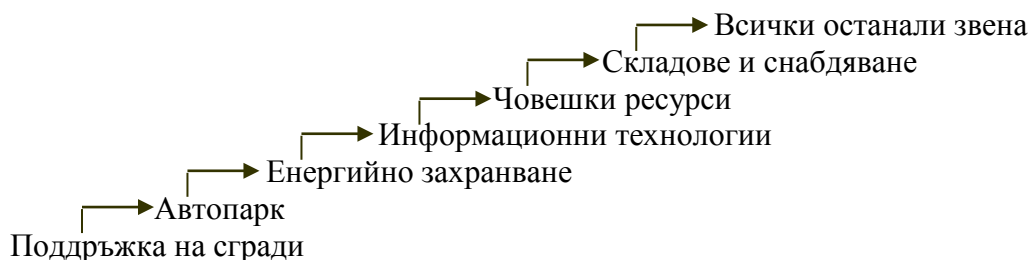 Всички останали звена
Складове и снабдяване
Човешки ресурси
Информационни технологии
Енергийно захранване
Автопарк
Поддръжка на сгради